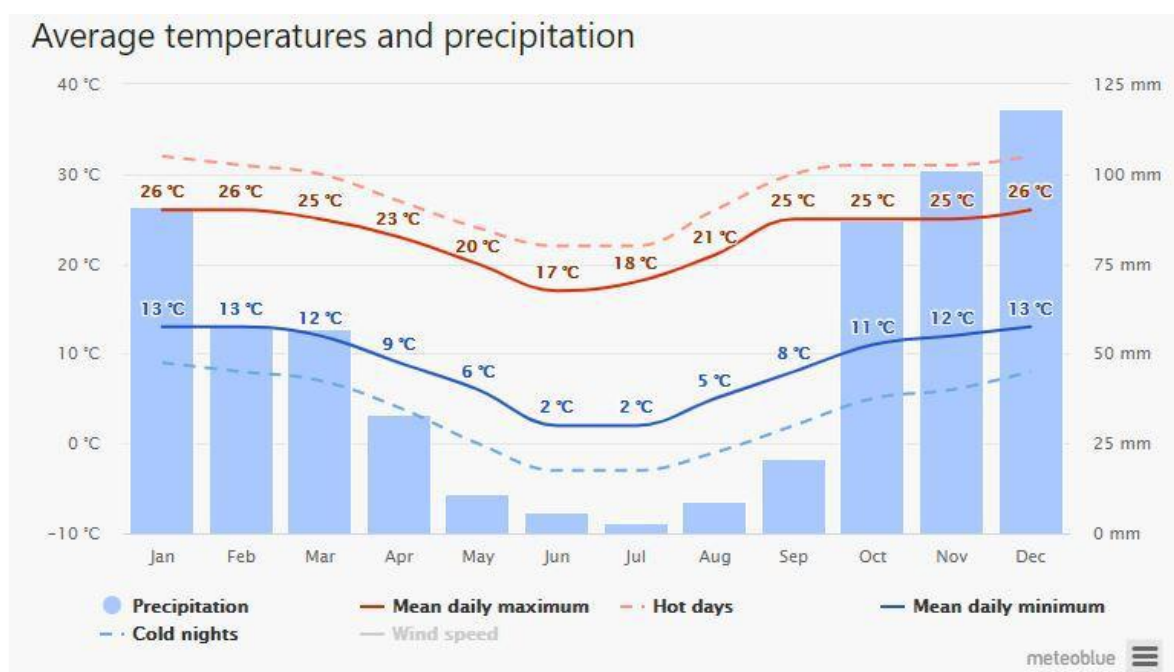 Average temperatures and precipitation
40 °C
125 mm
30 °C
100 mm
26 °C 26 °C 25 °C 23 °C 20 °C 17 °C 18 °C 21 °C 25 °C 25 °C 25 °C 26 °C
20 °C
75 mm
13 °C 13 °C 12 °C 9 °C 6 °C 2 °C 2 °C 5 °C 8 °C 11 °C 12 °C 13 °C
10 °C
50 mm
0 °C
25 mm
-10 °C
0 mm
Jan Feb Mar Apr May Jun Jul Aug Sep Oct Nov Dec
Precipitation Mean daily maximum Hot days Mean daily minimum
Cold nights Wind speed
meteoblue